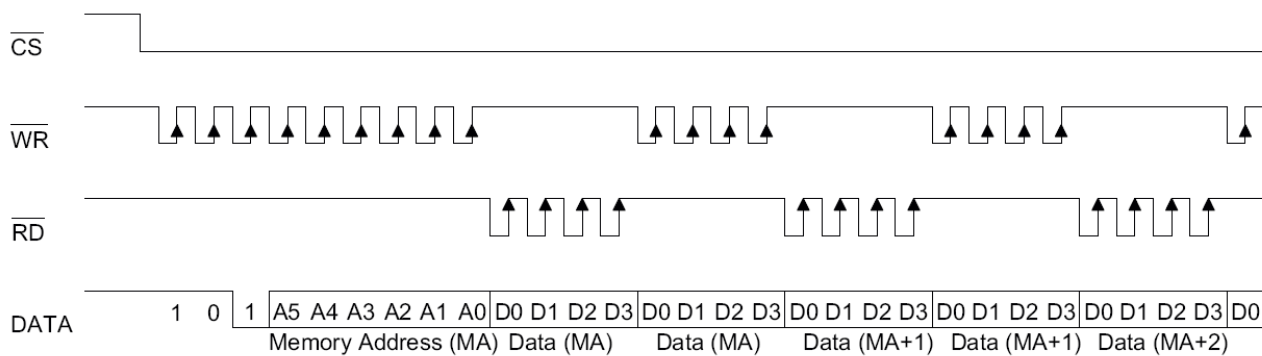 CS
WR
RD
DATA 1 0 1 A5 A4 A3 A2 A1 A0 D0 D1 D2 D3 D0 D1 D2 D3 D0 D1 D2 D3 D0 D1 D2 D3 D0 D1 D2 D3 D0
Memory Address (MA) Data (MA) Data (MA) Data (MA+1) Data (MA+1) Data (MA+2)